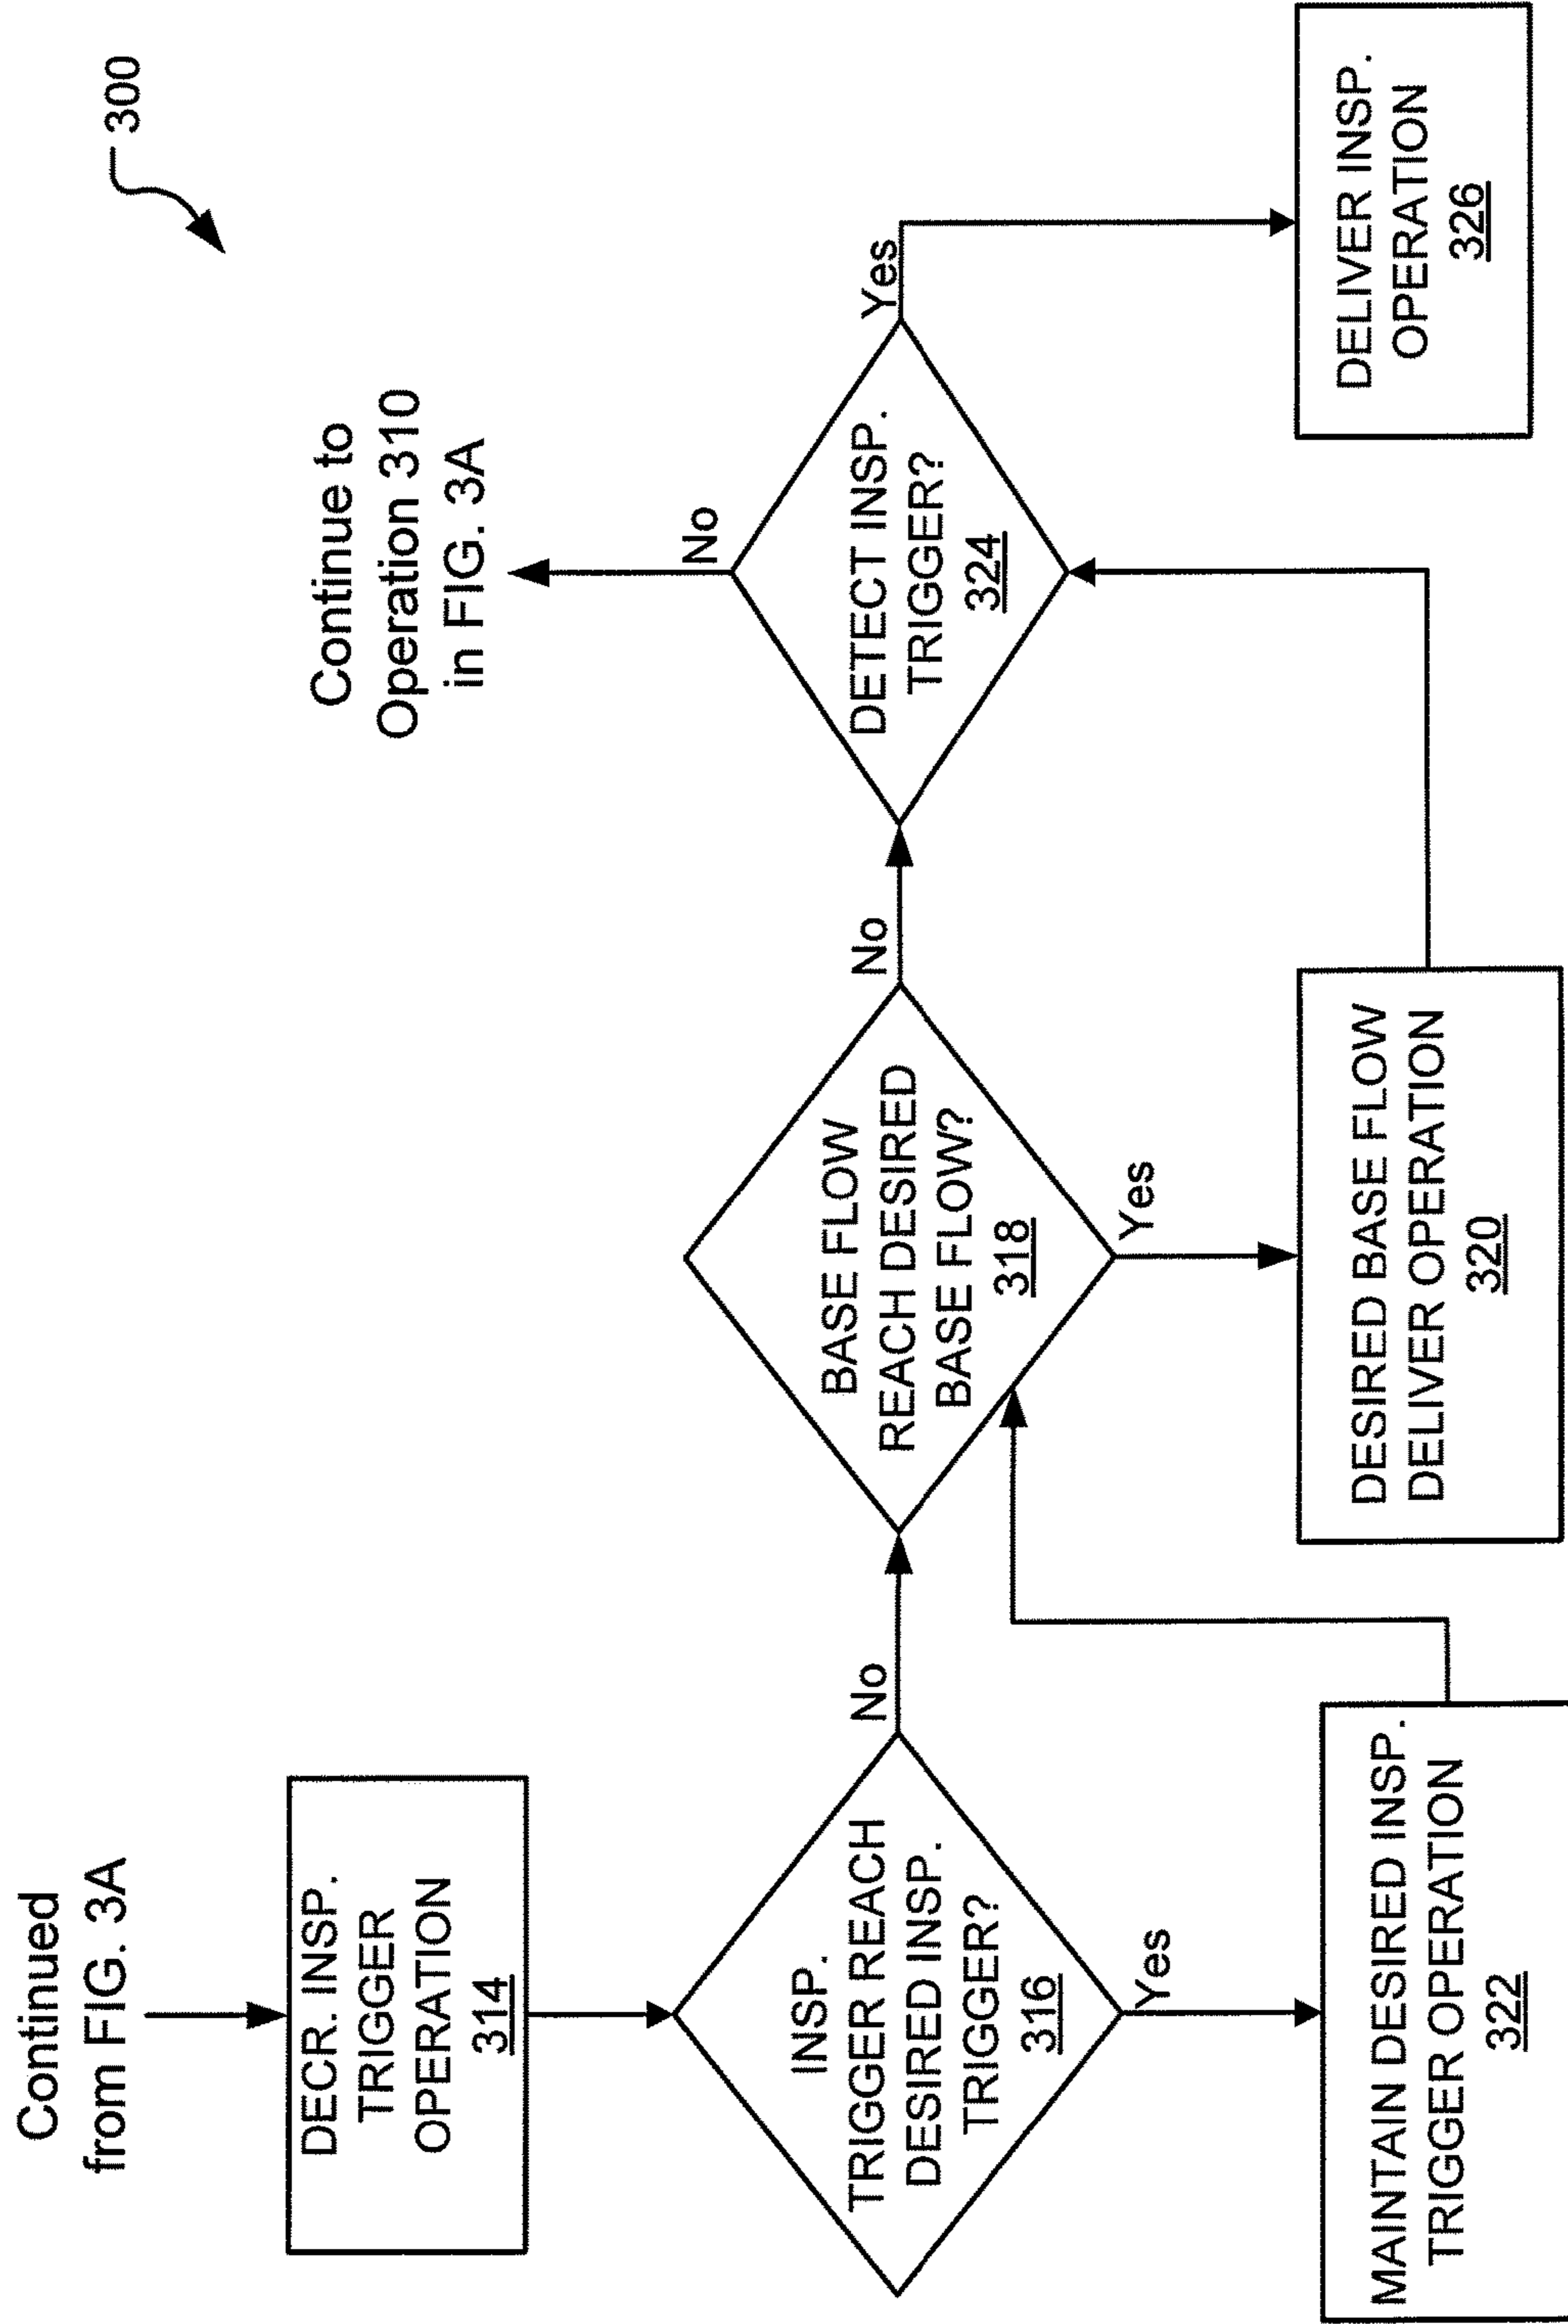 300
Continued
from FIG. 3A
DECR. INSP.
TRIGGER
OPERATION
314
INSP.
TRIGGER REACH
DESIRED INSP.
TRIGGER?
316
No
Yes
MAINTAIN DESIRED INSP.
TRIGGER OPERATION
322
BASE FLOW
REACH DESIRED
BASE FLOW?
318
No
Yes
DESIRED BASE FLOW
DELIVER OPERATION
320
Continue to
Operation 310
in FIG. 3A
No
DETECT INSP.
TRIGGER?
324
Yes
DELIVER INSP.
OPERATION
326